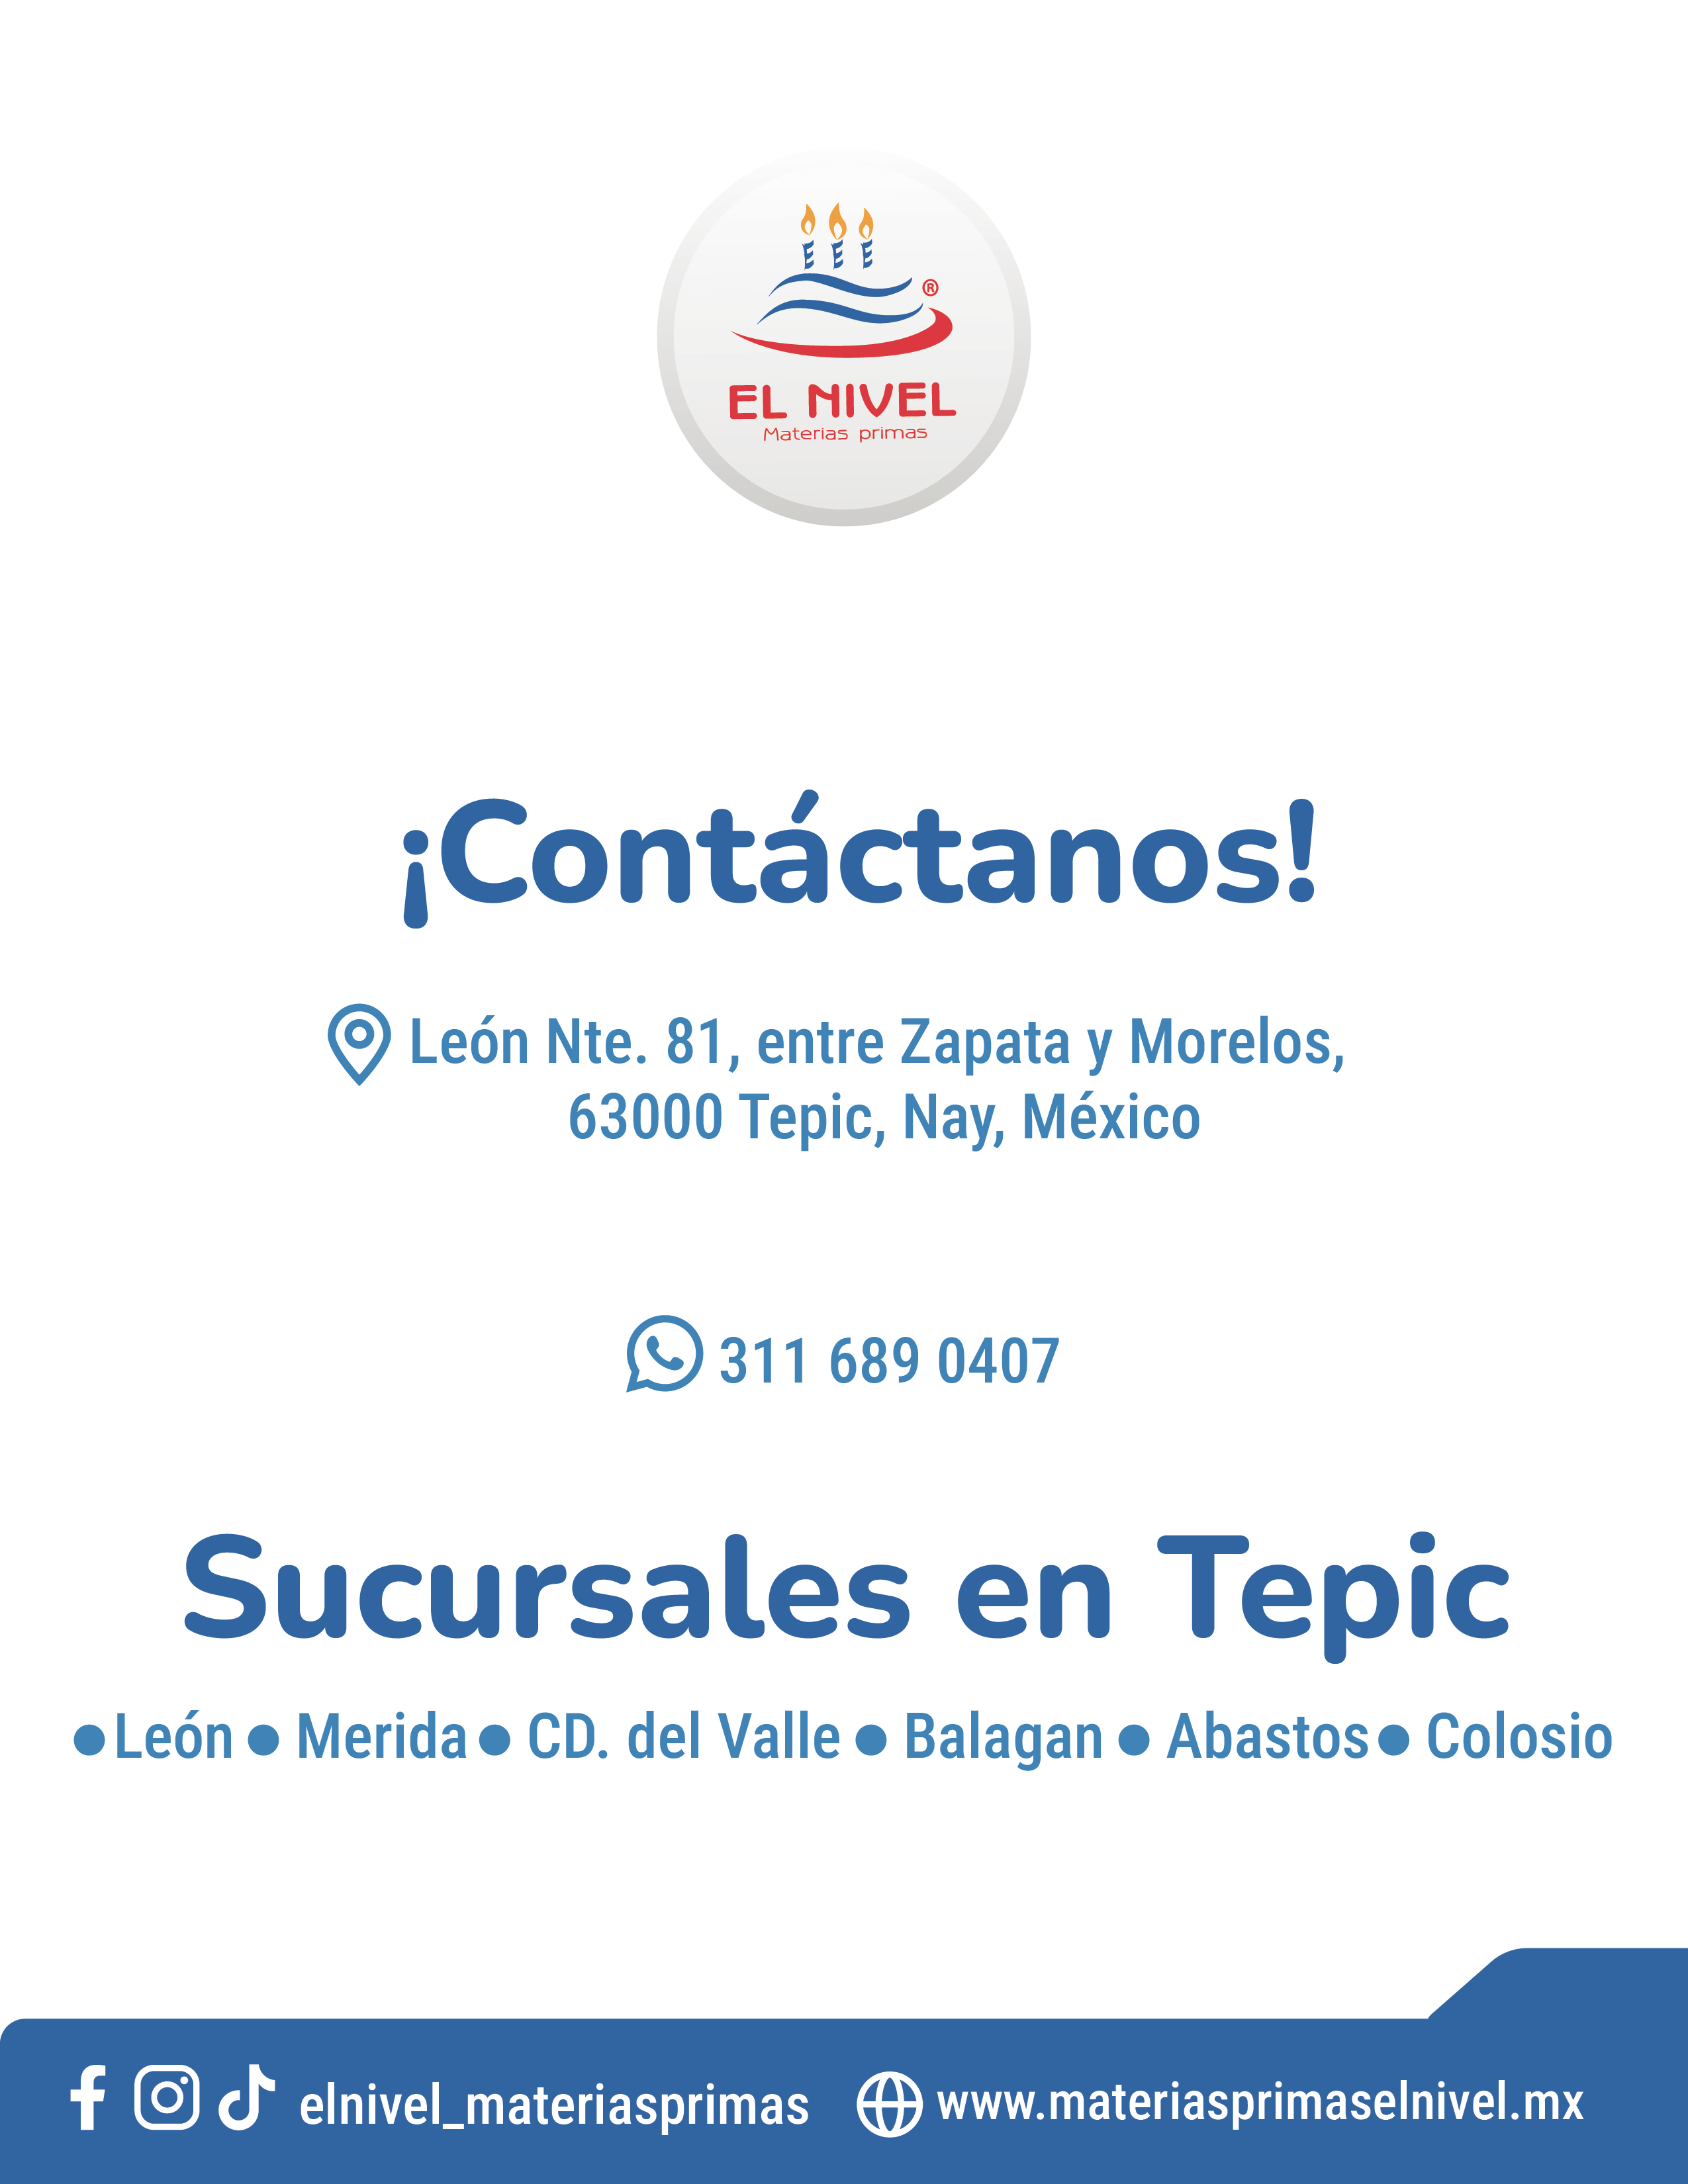 ®
EL NIVEL
Materias primas
¡Contáctanos!
León Nte. 81, entre Zapata y Morelos,
63000 Tepic, Nay, México
311 689 0407
Sucursales en Tepic
●León ● Merida ● CD. del Valle ● Balagan ● Abastos ● Colosio
elnivel_materiasprimas www.materiasprimaselnivel.mx